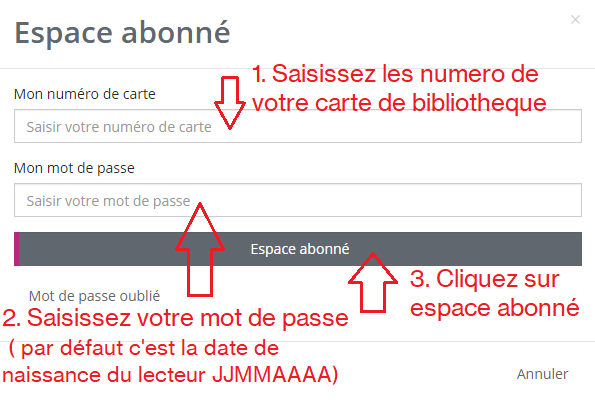 Espace abonné
×
1. Saisissez les numero de
votre carte de bibliotheque
Mon numéro de carte
Saisir votre numéro de carte
Mon mot de passe
Saisir votre mot de passe
Espace abonné
3. Cliquez sur
espace abonné
Mot de passe oublié
2. Saisissez votre mot de passe
( par défaut c'est la date de
naissance du lecteur JJMMAAAA)
Annuler